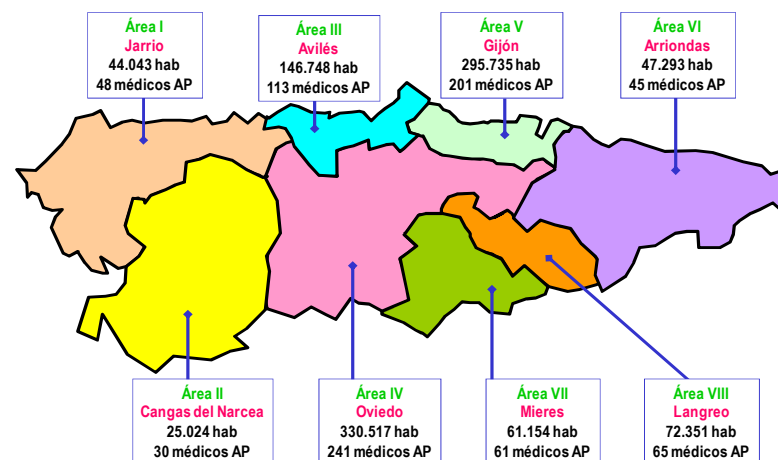 Área I
Jarrio
44.043 hab
48 médicos AP
Área III
Avilés
146.748 hab
113 médicos AP
Área V
Gijón
295.735 hab
201 médicos AP
Área VI
Arriondas
47.293 hab
45 médicos AP
Área II
Cangas del Narcea
25.024 hab
30 médicos AP
Área IV
Oviedo
330.517 hab
241 médicos AP
Área VII
Mieres
61.154 hab
61 médicos AP
Área VIII
Langreo
72.351 hab
65 médicos AP